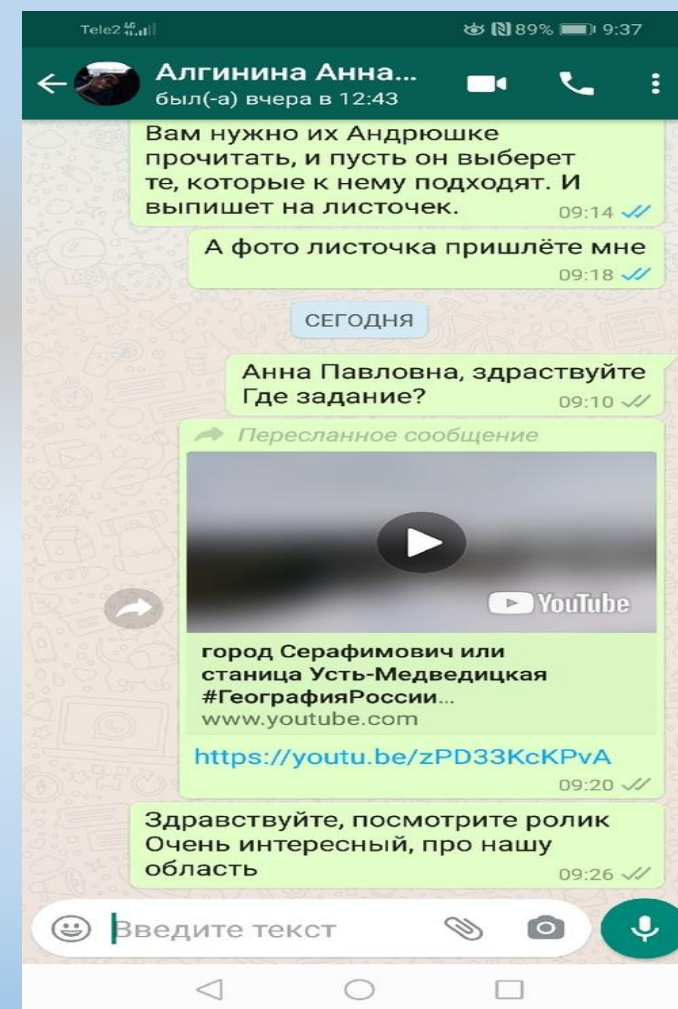 Tele2 4G
89% 9:37
Алгинина Анна...
был(-а) вчера в 12:43
Вам нужно их Андрюшке
прочитать, и пусть он выберет
те, которые к нему подходят. И
выпишет на листочек.
09:14
А фото листочка пришлёте мне
09:18
СЕГОДНЯ
Анна Павловна, здраствуйте
Где задание?
09:10
Пересланное сообщение
YouTube
город Серафимович или
станица Усть-Медведицкая
#ГеографияРоссии...
www.youtube.com
https://youtu.be/zPD33KcKPvA
09:20
Здравствуйте, посмотрите ролик
Очень интересный, про нашу
область
09:26
Введите текст